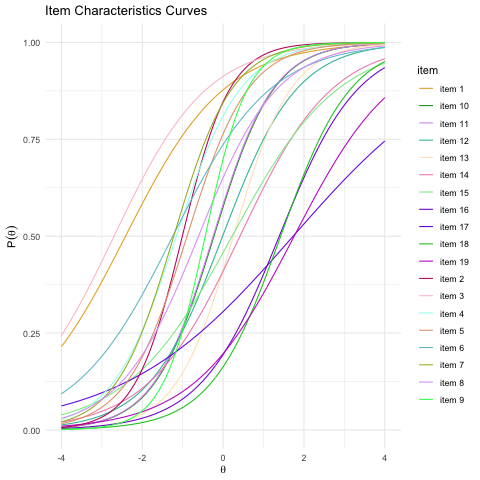 Item Characteristics Curves
1.00
0.75
0.50
0.25
0.00
P(θ)
-4
-2
0
2
4
θ
item
item 1
item 10
item 11
item 12
item 13
item 14
item 15
item 16
item 17
item 18
item 19
item 2
item 3
item 4
item 5
item 6
item 7
item 8
item 9